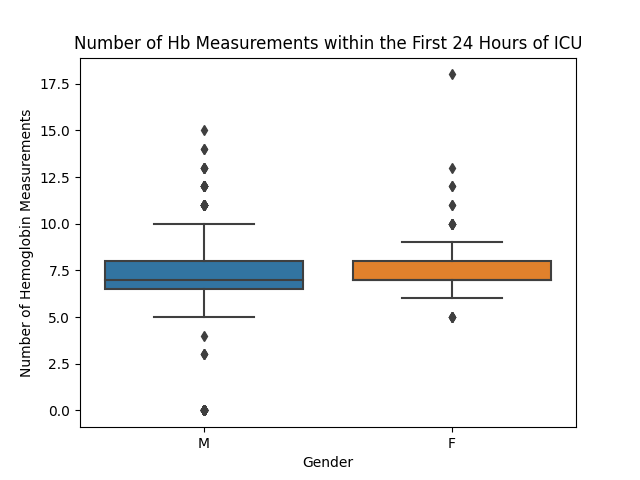 Number of Hb Measurements within the First 24 Hours of ICU
Number of Hemoglobin Measurements
17.5
15.0
12.5
10.0
7.5
5.0
2.5
0.0
M F
Gender